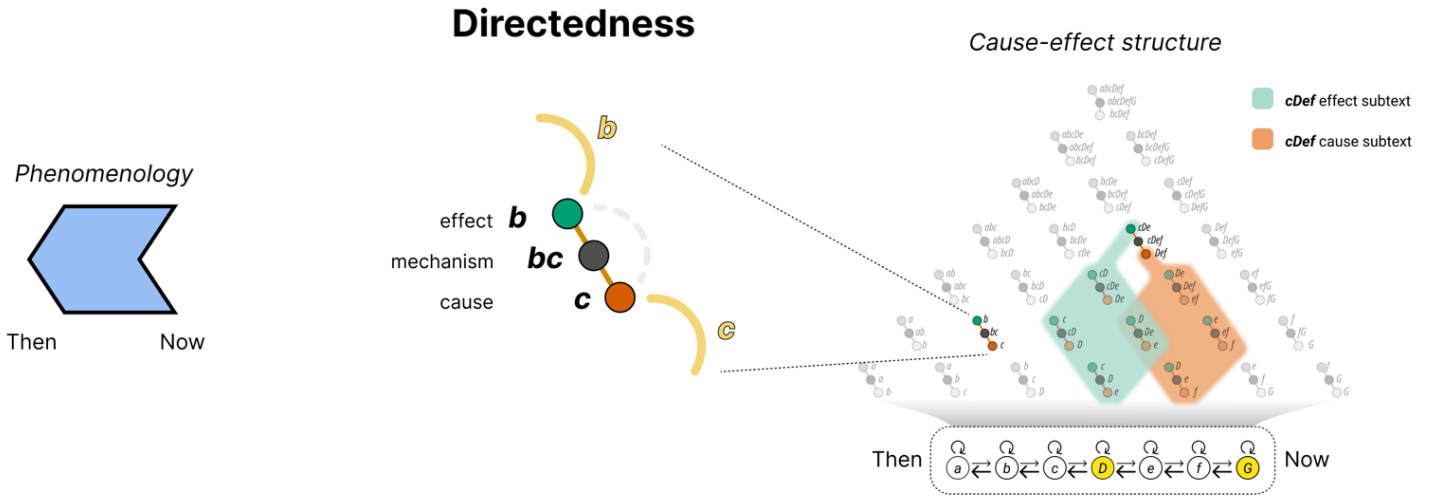 Directedness
Phenomenology
Then
Now
b
effect b
mechanism bc
cause c
c
Cause-effect structure
cDef effect subtext
cDef cause subtext
abcDef
abcDefG
bcDef
abcDe bcDef
abcDef bcDefG
bcDef cDefG
abcD bcDe cDef
abcDe bcDef cDefG
bcDe cDef DefG
abc bcD cDe Def
abcD bcDe cDef DefG
bcD cDe Def efG
ab bc cD De ef
abc bcD cDe Def efG
bc cD De ef fG
a b c D e f
ab bc cD De ef fG
b c D e f G
a a b c D e f
a b c D e f G
b c D e f G G
Then a b c D e f G Now